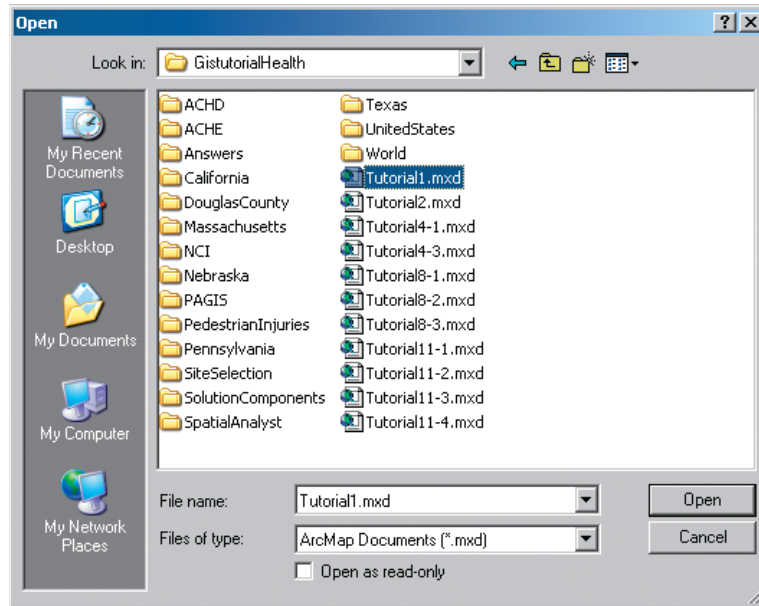 Open
Look in: GistutorialHealth
My Recent
Documents
Desktop
My Documents
My Computer
My Network
Places
ACHD
ACHE
Answers
California
DouglasCounty
Massachusetts
NCI
Nebraska
PAGIS
PedestrianInjuries
Pennsylvania
SiteSelection
SolutionComponents
SpatialAnalyst
Texas
UnitedStates
World
Tutorial1.mxd
Tutorial2.mxd
Tutorial4-1.mxd
Tutorial4-3.mxd
Tutorial8-1.mxd
Tutorial8-2.mxd
Tutorial8-3.mxd
Tutorial11-1.mxd
Tutorial11-2.mxd
Tutorial11-3.mxd
Tutorial11-4.mxd
File name: Tutorial1.mxd Open
Files of type: ArcMap Documents (*.mxd) Cancel
Open as read-only